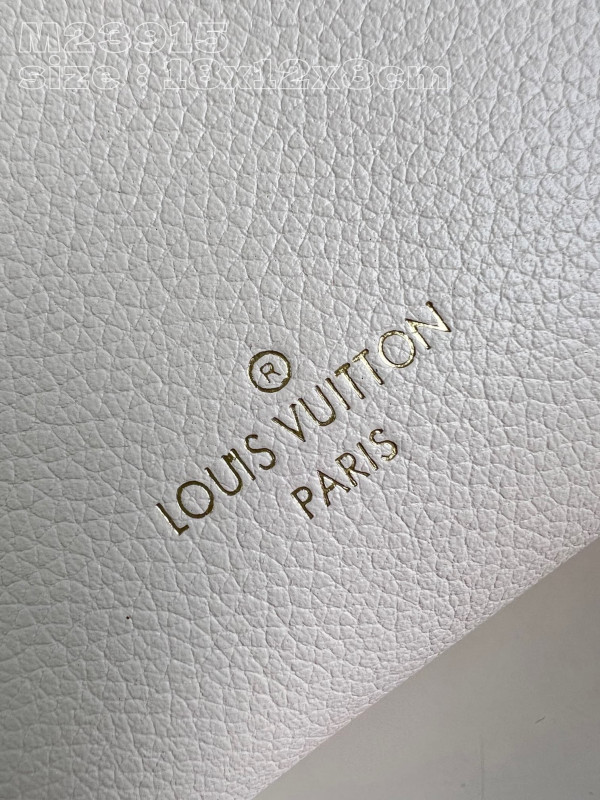 M23915
size : 18x12x8cm
®
LOUIS VUITTON
PARIS